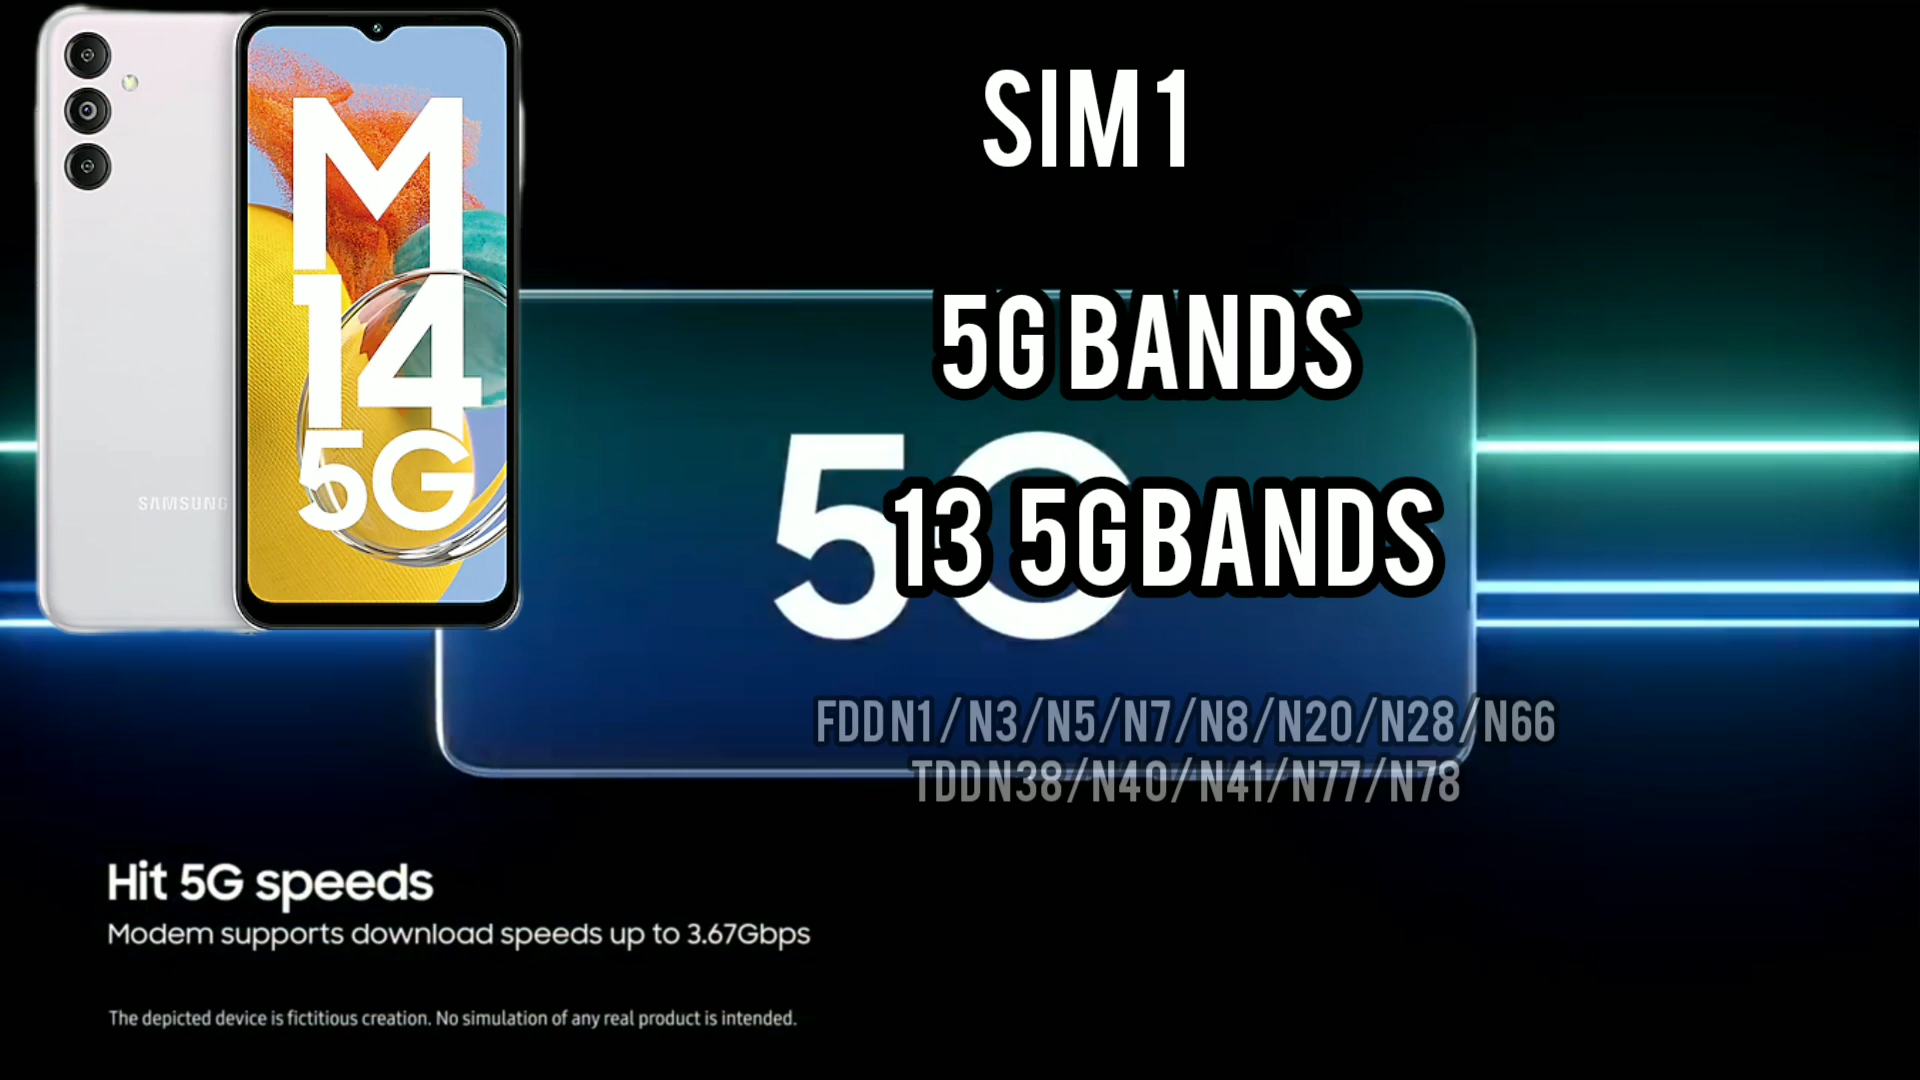 M
14
5G
SAMSUNG
SIM1
5G BANDS
5G
13 5GBANDS
FDD N1/N3/N5/N7/N8/N20/N28/N66
TDD N38/N40/N41/N77/N78
Hit 5G speeds
Modem supports download speeds up to 3.67Gbps
The depicted device is fictitious creation. No simulation of any real product is intended.